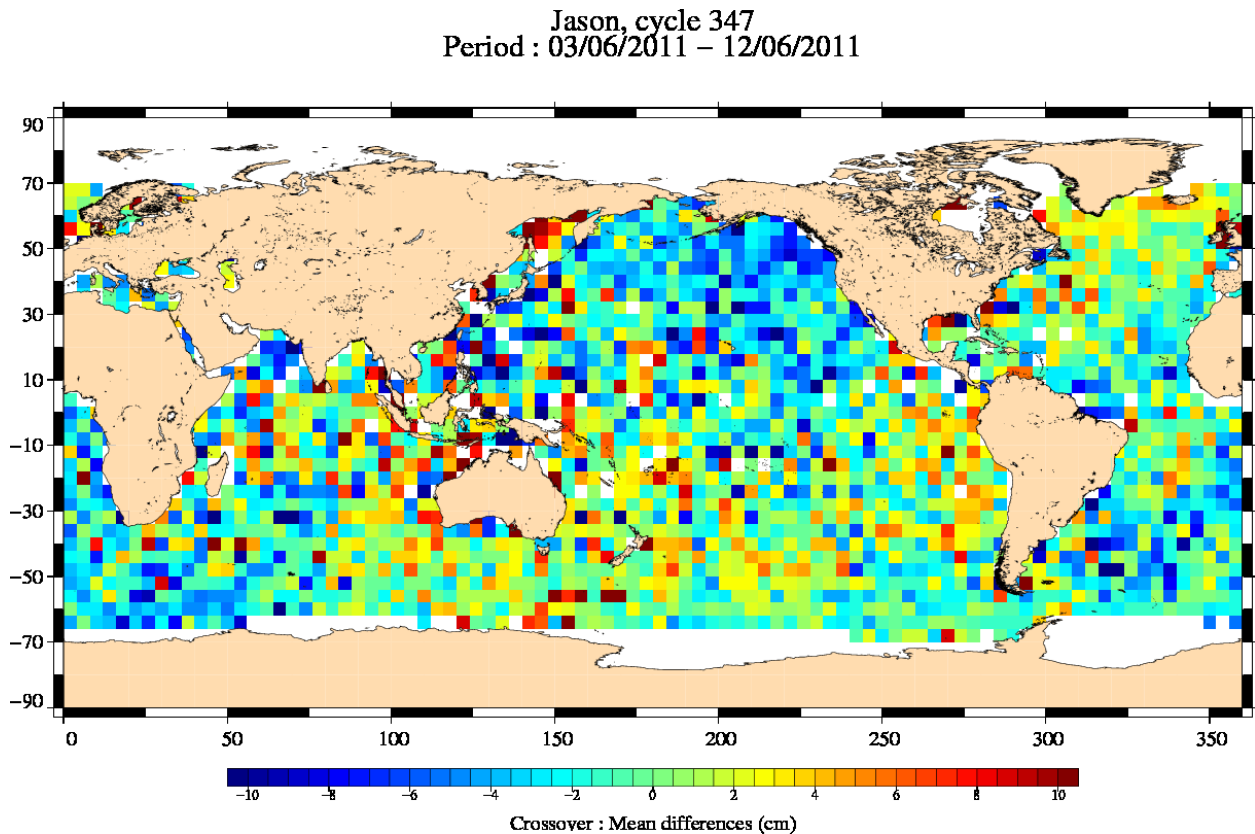 Jason, cycle 347
Period : 03/06/2011 – 12/06/2011
90
70
50
30
10
−10
−30
−50
−70
−90
0 50 100 150 200 250 300 350
−10 −8 −6 −4 −2 0 2 4 6 8 10
Crossover : Mean differences (cm)